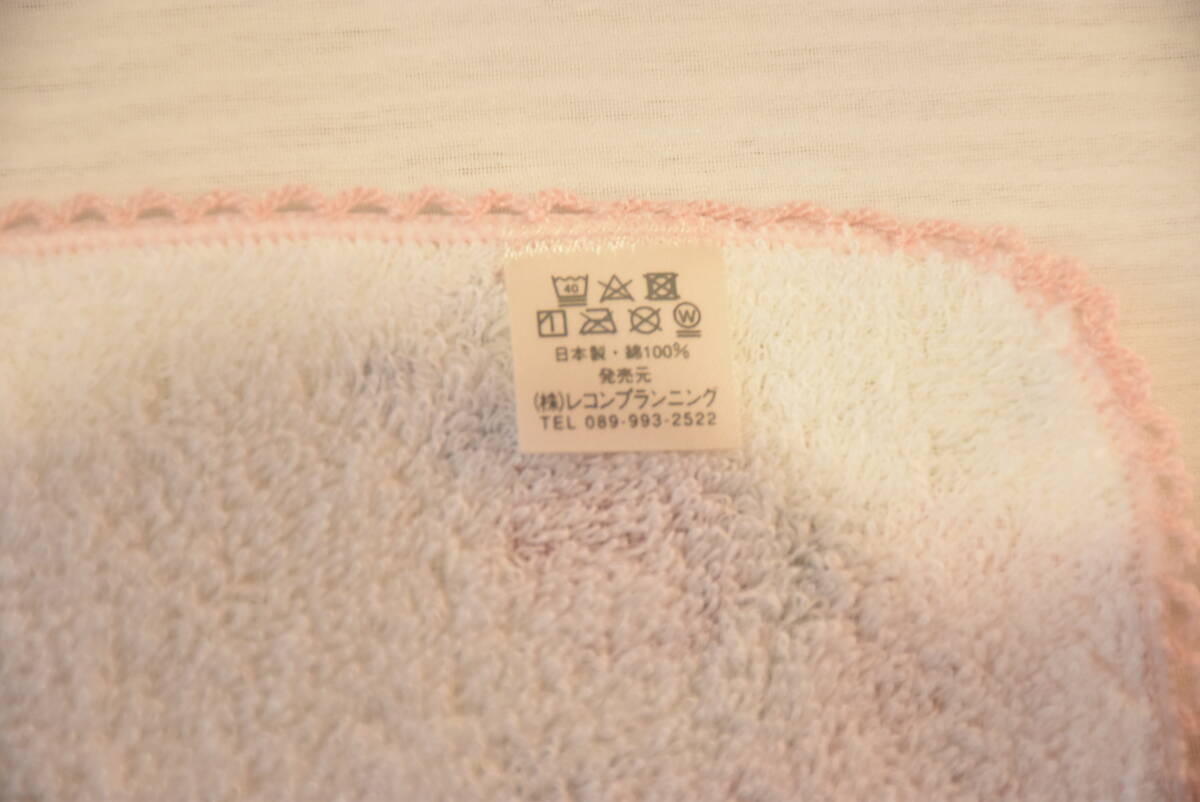 40
W
日本製・綿100%
発売元
(株)レコンプランニング
TEL 089-993-2522